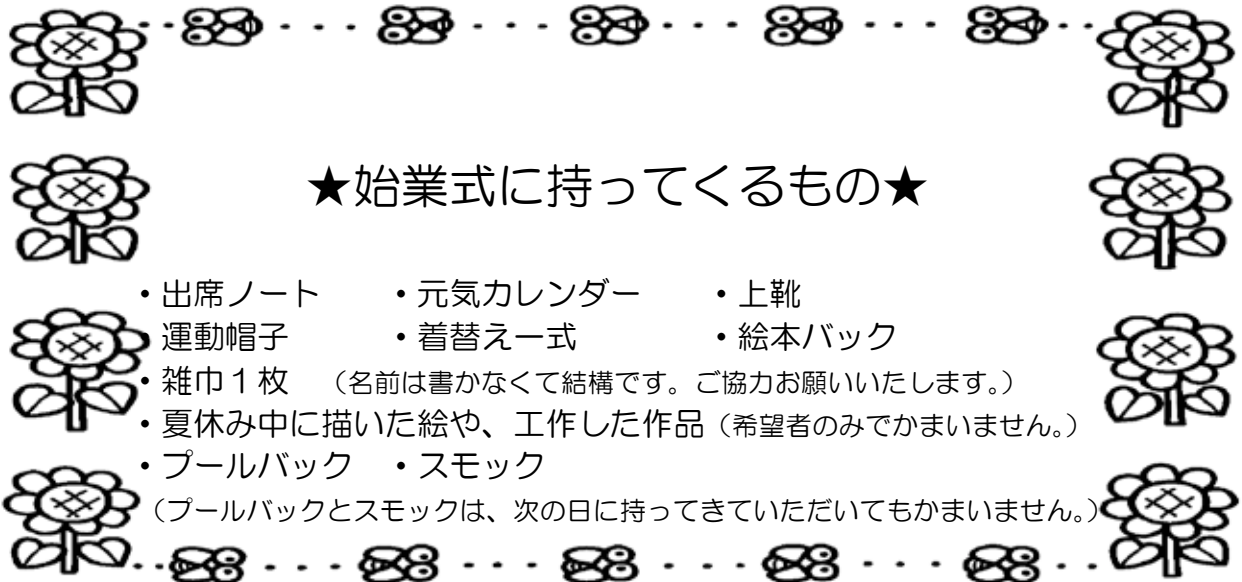 ★始業式に持ってくるもの★
・出席ノート　・元気カレンダー　・上靴
・運動帽子　・着替え一式　・絵本バック
・雑巾１枚　（名前は書かなくて結構です。ご協力お願いいたします。）
・夏休み中に描いた絵や、工作した作品（希望者のみでかまいません。）
・プールバック　・スモック
（プールバックとスモックは、次の日に持ってきていただいてもかまいません。）